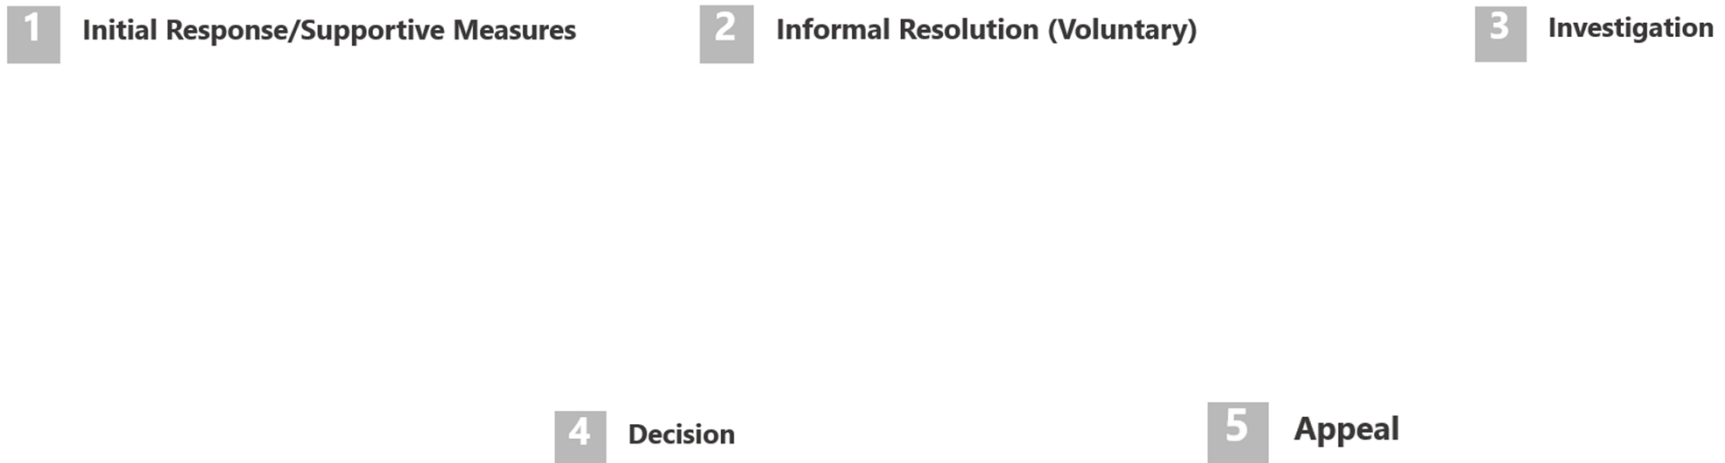 1 Initial Response/Supportive Measures
2 Informal Resolution (Voluntary)
3 Investigation
4 Decision
5 Appeal